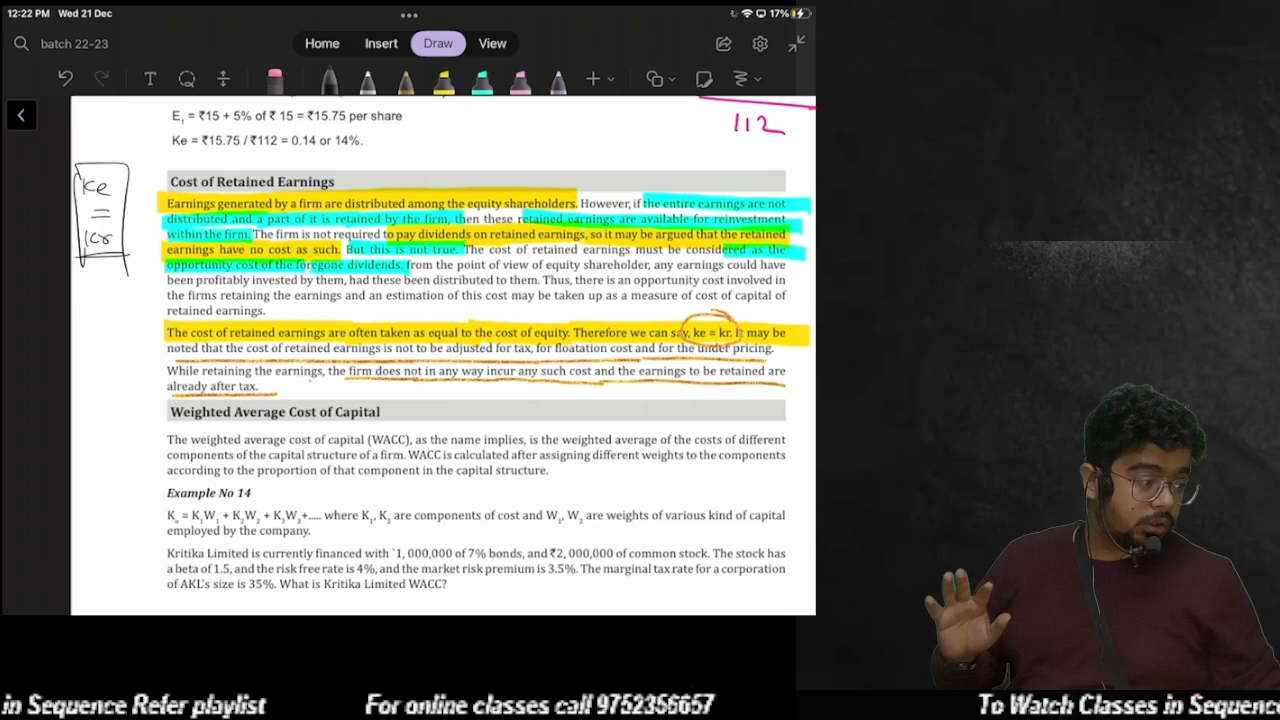 12:22 PM Wed 21 Dec
17%
batch 22-23
Home Insert Draw View
E1 = ₹15 + 5% of ₹ 15 = ₹15.75 per share
112
Ke = ₹15.75 / ₹112 = 0.14 or 14%.
Cost of Retained Earnings
Ke
=
Kr
Earnings generated by a firm are distributed among the equity shareholders. However, if the entire earnings are not
distributed and a part of it is retained by the firm, then these retained earnings are available for reinvestment
within the firm. The firm is not required to pay dividends on retained earnings, so it may be argued that the retained
earnings have no cost as such. But this is not true. The cost of retained earnings must be considered as the
opportunity cost of the foregone dividends. from the point of view of equity shareholder, any earnings could have
been profitably invested by them, had these been distributed to them. Thus, there is an opportunity cost involved in
the firms retaining the earnings and an estimation of this cost may be taken up as a measure of cost of capital of
retained earnings.
The cost of retained earnings are often taken as equal to the cost of equity. Therefore we can say, ke = kr. It may be
noted that the cost of retained earnings is not to be adjusted for tax, for floatation cost and for the under pricing.
While retaining the earnings, the firm does not in any way incur any such cost and the earnings to be retained are
already after tax.
Weighted Average Cost of Capital
The weighted average cost of capital (WACC), as the name implies, is the weighted average of the costs of different
components of the capital structure of a firm. WACC is calculated after assigning different weights to the components
according to the proportion of that component in the capital structure.
Example No 14
Ko = K1W1 + K2W2 + K3W3+..... where K1, K2 are components of cost and W1, W2 are weights of various kind of capital
employed by the company.
Kritika Limited is currently financed with `1, 000,000 of 7% bonds, and ₹2, 000,000 of common stock. The stock has
a beta of 1.5, and the risk free rate is 4%, and the market risk premium is 3.5%. The marginal tax rate for a corporation
of AKL's size is 35%. What is Kritika Limited WACC?
in Sequence Refer playlist For online classes call 9752356657 To Watch Classes in Sequenc